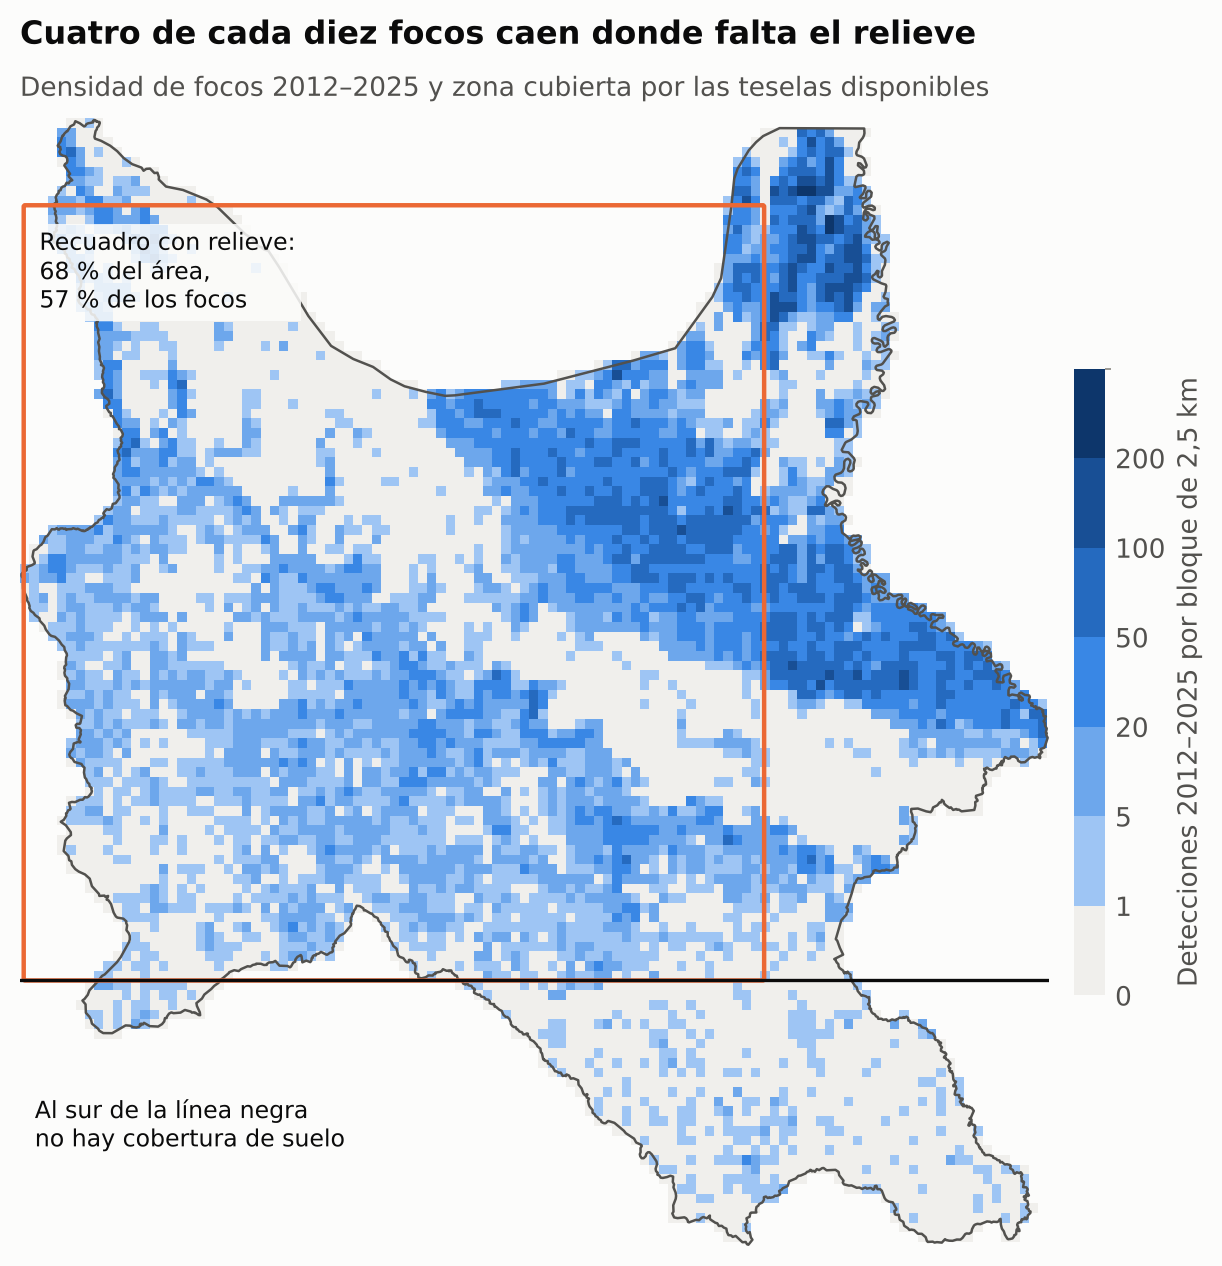 Cuatro de cada diez focos caen donde falta el relieve
Densidad de focos 2012–2025 y zona cubierta por las teselas disponibles
Recuadro con relieve:
68 % del área,
57 % de los focos
Al sur de la línea negra
no hay cobertura de suelo
200
100
50
20
5
1
0
Detecciones 2012–2025 por bloque de 2,5 km